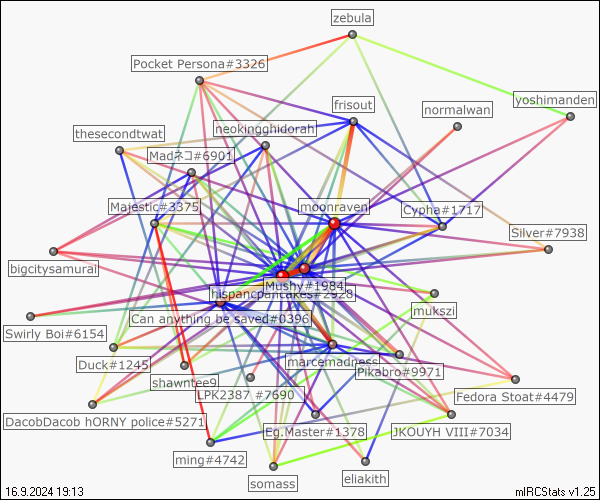 zebula
Pocket Persona#3326
yoshimanden
frisout
normalwan
neokingghidorah
thesecondtwat
Madネコ#6901
Majestic#3375
moonraven
Cypha#1717
Silver#7938
bigcitysamurai
Mushy#1984
hispancpancakes#2928
mukszi
Can anything be saved#0396
Swirly Boi#6154
marcemadness
Duck#1245
Pikabro#9971
shawntee9
LPK2387 #7690
Fedora Stoat#4479
DacobDacob hORNY police#5271
Eg.Master#1378
JKOUYH VIII#7034
ming#4742
eliakith
somass
16.9.2024 19:13
mIRCStats v1.25